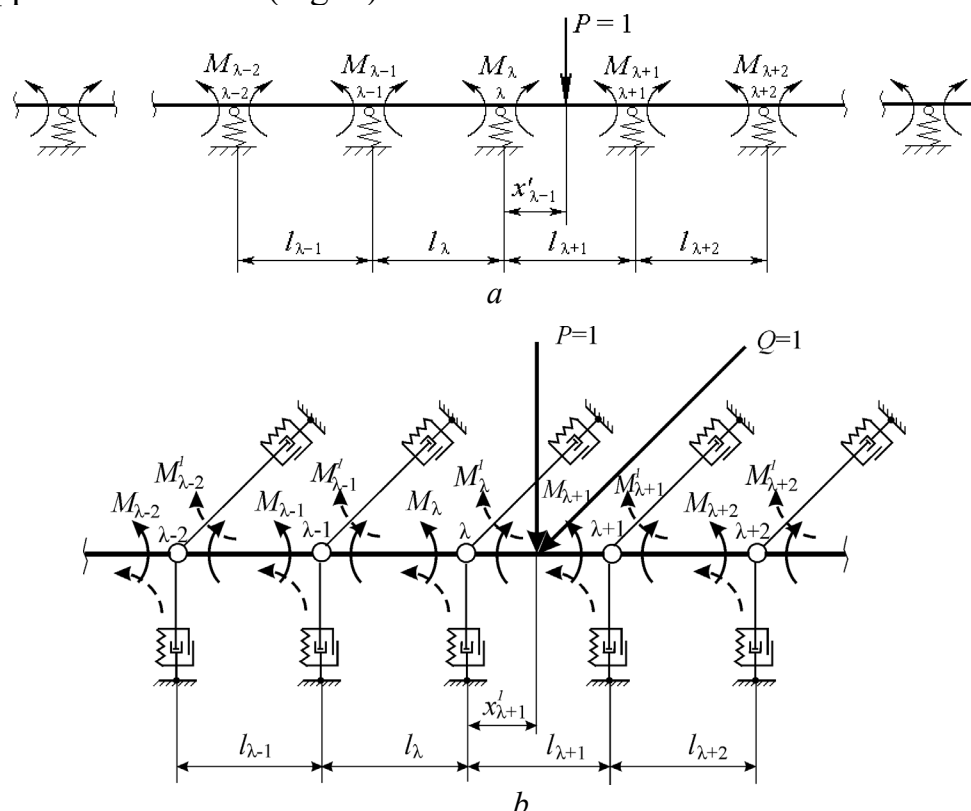 P = 1
M_{λ-2} M_{λ-1} M_λ M_{λ+1} M_{λ+2}
λ-2 λ-1 λ λ+1 λ+2
x'_{λ-1}
l_{λ-1} l_λ l_{λ+1} l_{λ+2}
a
P=1 Q=1
M^l_{λ-2} M^l_{λ-1} M^l_λ M^l_{λ+1} M^l_{λ+2}
M_{λ-2} M_{λ-1} M_λ M_{λ+1} M_{λ+2}
λ-2 λ-1 λ λ+1 λ+2
x^l_{λ+1}
l_{λ-1} l_λ l_{λ+1} l_{λ+2}
b